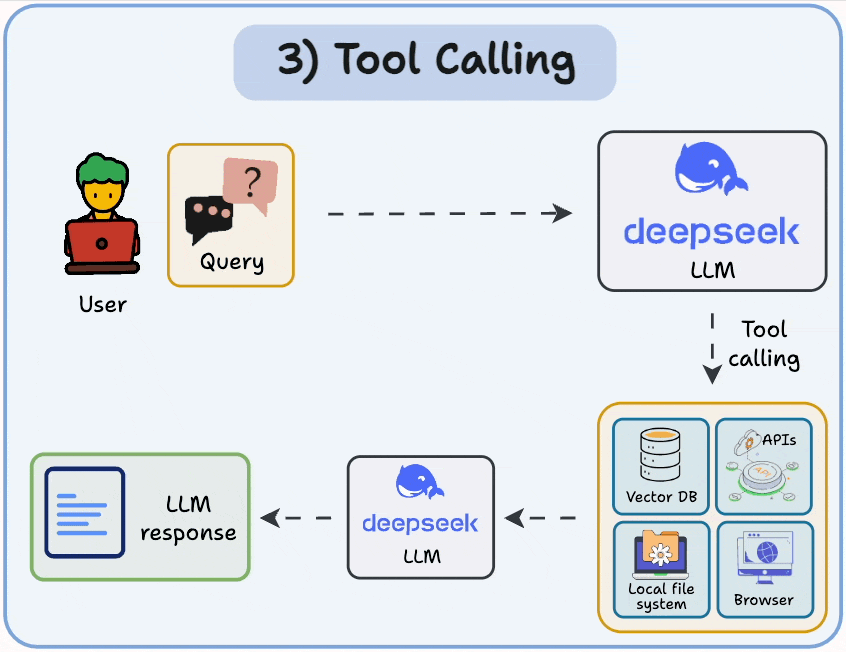 3) Tool Calling
?
Query
User
deepseek
LLM
Tool
calling
Vector DB
APIs
API
Local file
system
Browser
deepseek
LLM
LLM
response